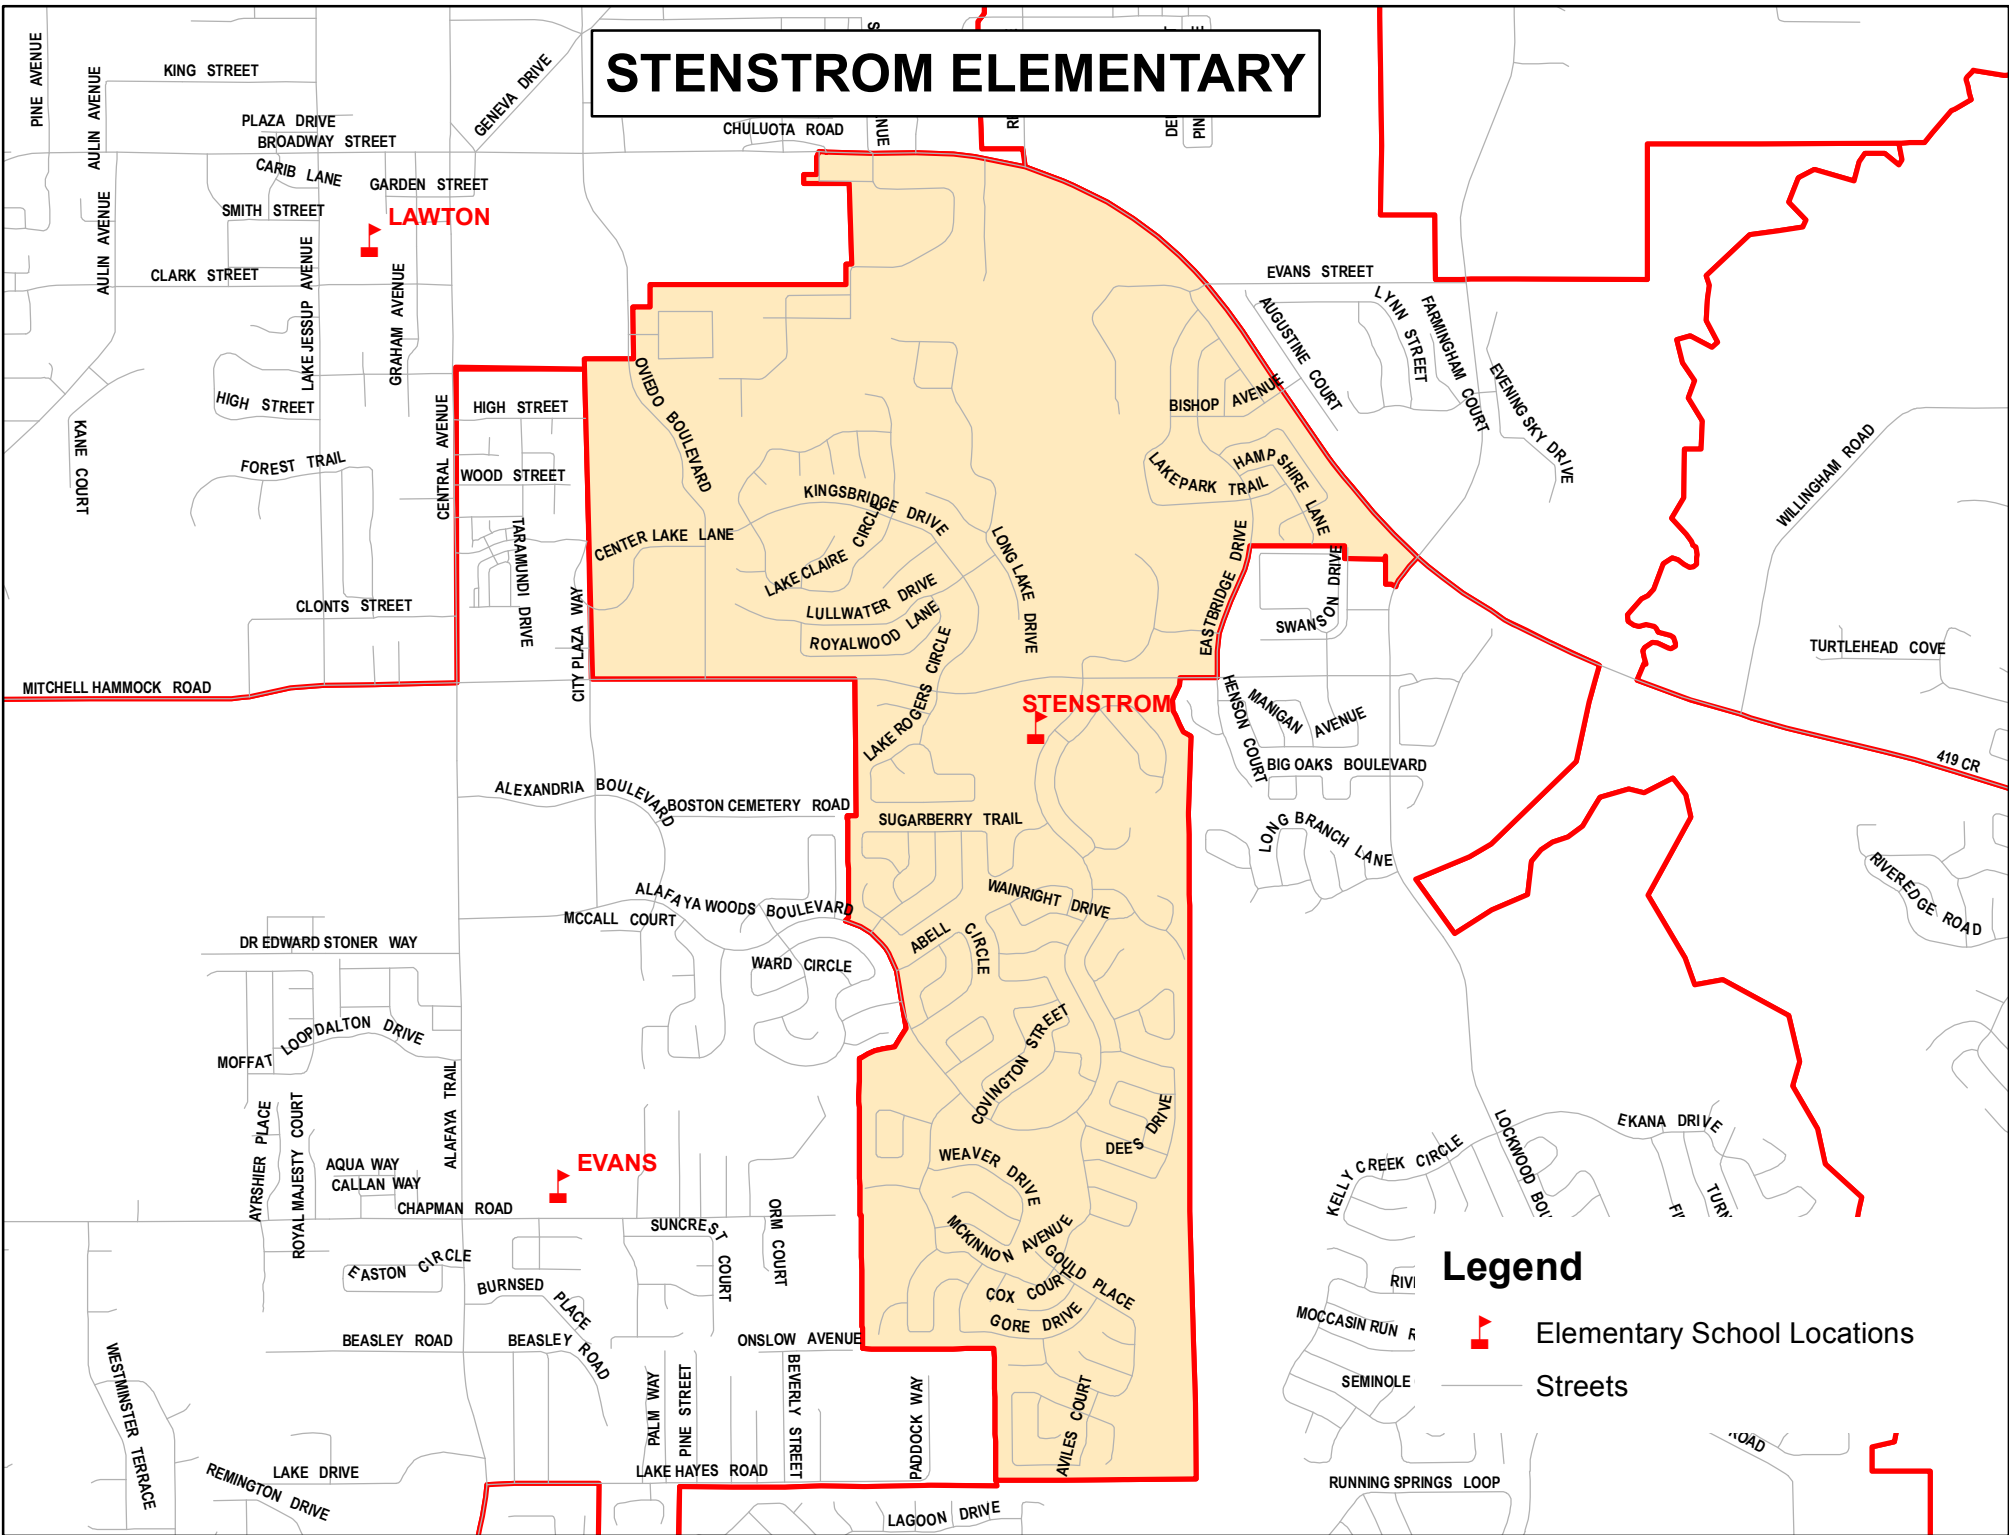 STENSTROM ELEMENTARY
PINE AVENUE
AULIN AVENUE
KING STREET
GENEVA DRIVE
PLAZA DRIVE
BROADWAY STREET
CHULUOTA ROAD
CARIB LANE
GARDEN STREET
SMITH STREET
LAWTON
AULIN AVENUE
CLARK STREET
LAKE JESSUP AVENUE
GRAHAM AVENUE
EVANS STREET
AUGUSTINE COURT
LYNN STREET
FARMINGHAM COURT
EVENING SKY DRIVE
OVIEDO BOULEVARD
BISHOP AVENUE
HIGH STREET
HIGH STREET
KANE COURT
CENTRAL AVENUE
FOREST TRAIL
WOOD STREET
HAMPSHIRE LANE
LAKEPARK TRAIL
WILLINGHAM ROAD
KINGSBRIDGE DRIVE
TARAMUNDI DRIVE
CENTER LAKE LANE
LAKE CLAIRE CIRCLE
LONG LAKE DRIVE
EASTBRIDGE DRIVE
SWANSON DRIVE
CLONTS STREET
LULLWATER DRIVE
ROYALWOOD LANE
CITY PLAZA WAY
TURTLEHEAD COVE
MITCHELL HAMMOCK ROAD
LAKE ROGERS CIRCLE
STENSTROM
HENSON COURT
MANIGAN AVENUE
BIG OAKS BOULEVARD
419 CR
ALEXANDRIA BOULEVARD
BOSTON CEMETERY ROAD
SUGARBERRY TRAIL
LONG BRANCH LANE
RIVEREDGE ROAD
ALAFAYA WOODS BOULEVARD
WAINRIGHT DRIVE
MCCALL COURT
ABELL CIRCLE
DR EDWARD STONER WAY
WARD CIRCLE
COVINGTON STREET
MOFFAT LOOP
DALTON DRIVE
ALAFAYA TRAIL
AYRSHIER PLACE
ROYAL MAJESTY COURT
DEES DRIVE
LOCKWOOD BOU
EKANA DRIVE
KELLY CREEK CIRCLE
TURN
AQUA WAY
CALLAN WAY
EVANS
WEAVER DRIVE
CHAPMAN ROAD
SUNCREST COURT
ORM COURT
MCKINNON AVENUE
GOULD PLACE
EASTON CIRCLE
BURNSED PLACE
COX COURT
GORE DRIVE
RIVI
MOCCASIN RUN R
BEASLEY ROAD
BEASLEY ROAD
ONSLOW AVENUE
SEMINOLE
WESTMINSTER TERRACE
PALM WAY
PINE STREET
BEVERLY STREET
PADDOCK WAY
AVILES COURT
ROAD
LAKE DRIVE
REMINGTON DRIVE
LAKE HAYES ROAD
RUNNING SPRINGS LOOP
LAGOON DRIVE
Legend
Elementary School Locations
Streets